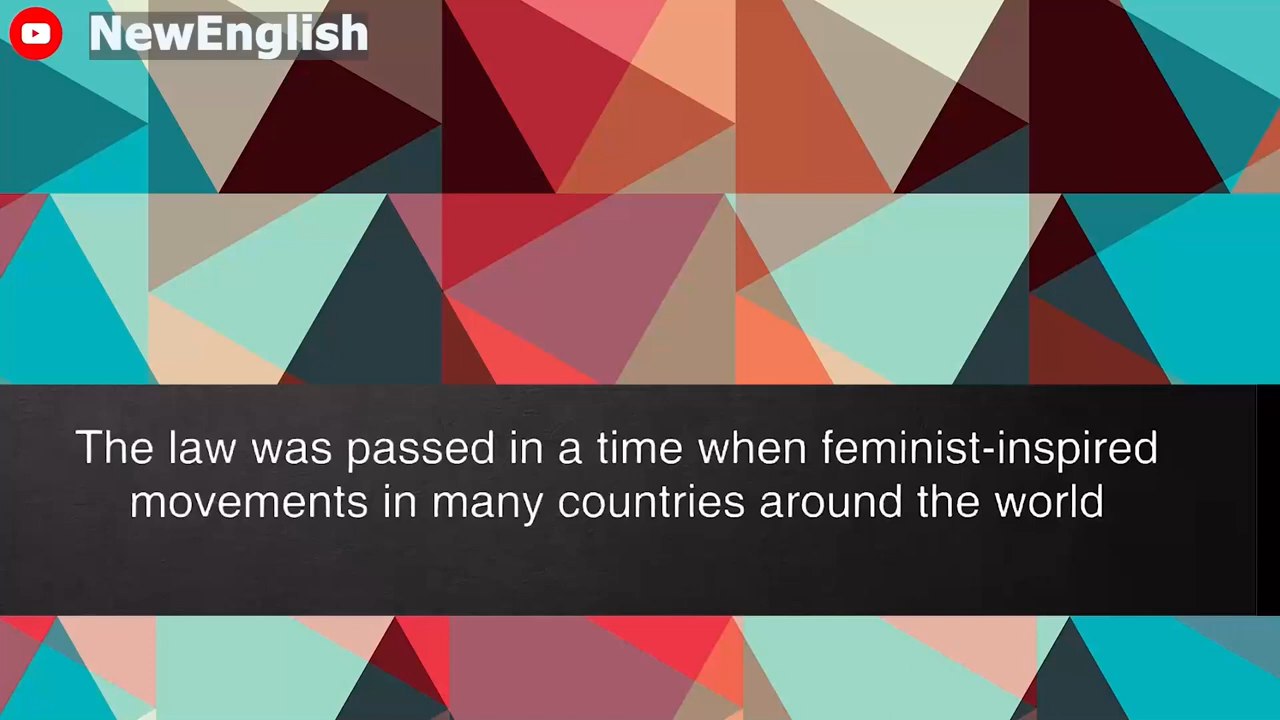 NewEnglish
The law was passed in a time when feminist-inspired
movements in many countries around the world